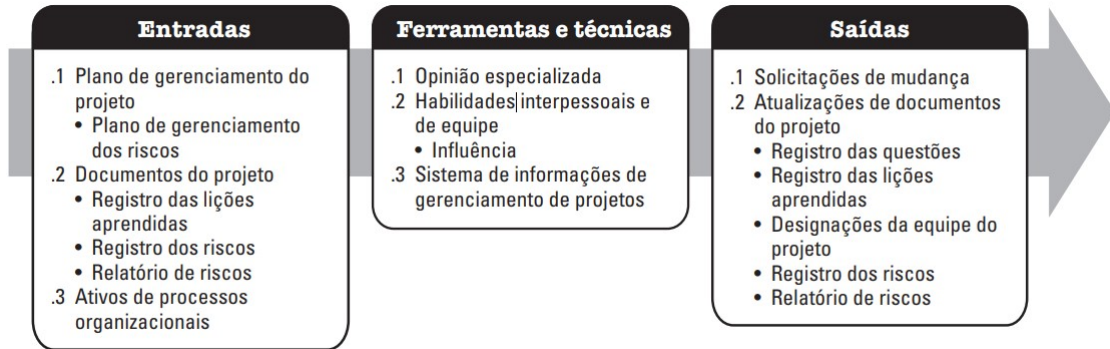 Entradas
.1 Plano de gerenciamento do
projeto
• Plano de gerenciamento
dos riscos
.2 Documentos do projeto
• Registro das lições
aprendidas
• Registro dos riscos
• Relatório de riscos
.3 Ativos de processos
organizacionais
Ferramentas e técnicas
.1 Opinião especializada
.2 Habilidades interpessoais e
de equipe
• Influência
.3 Sistema de informações de
gerenciamento de projetos
Saídas
.1 Solicitações de mudança
.2 Atualizações de documentos
do projeto
• Registro das questões
• Registro das lições
aprendidas
• Designações da equipe do
projeto
• Registro dos riscos
• Relatório de riscos